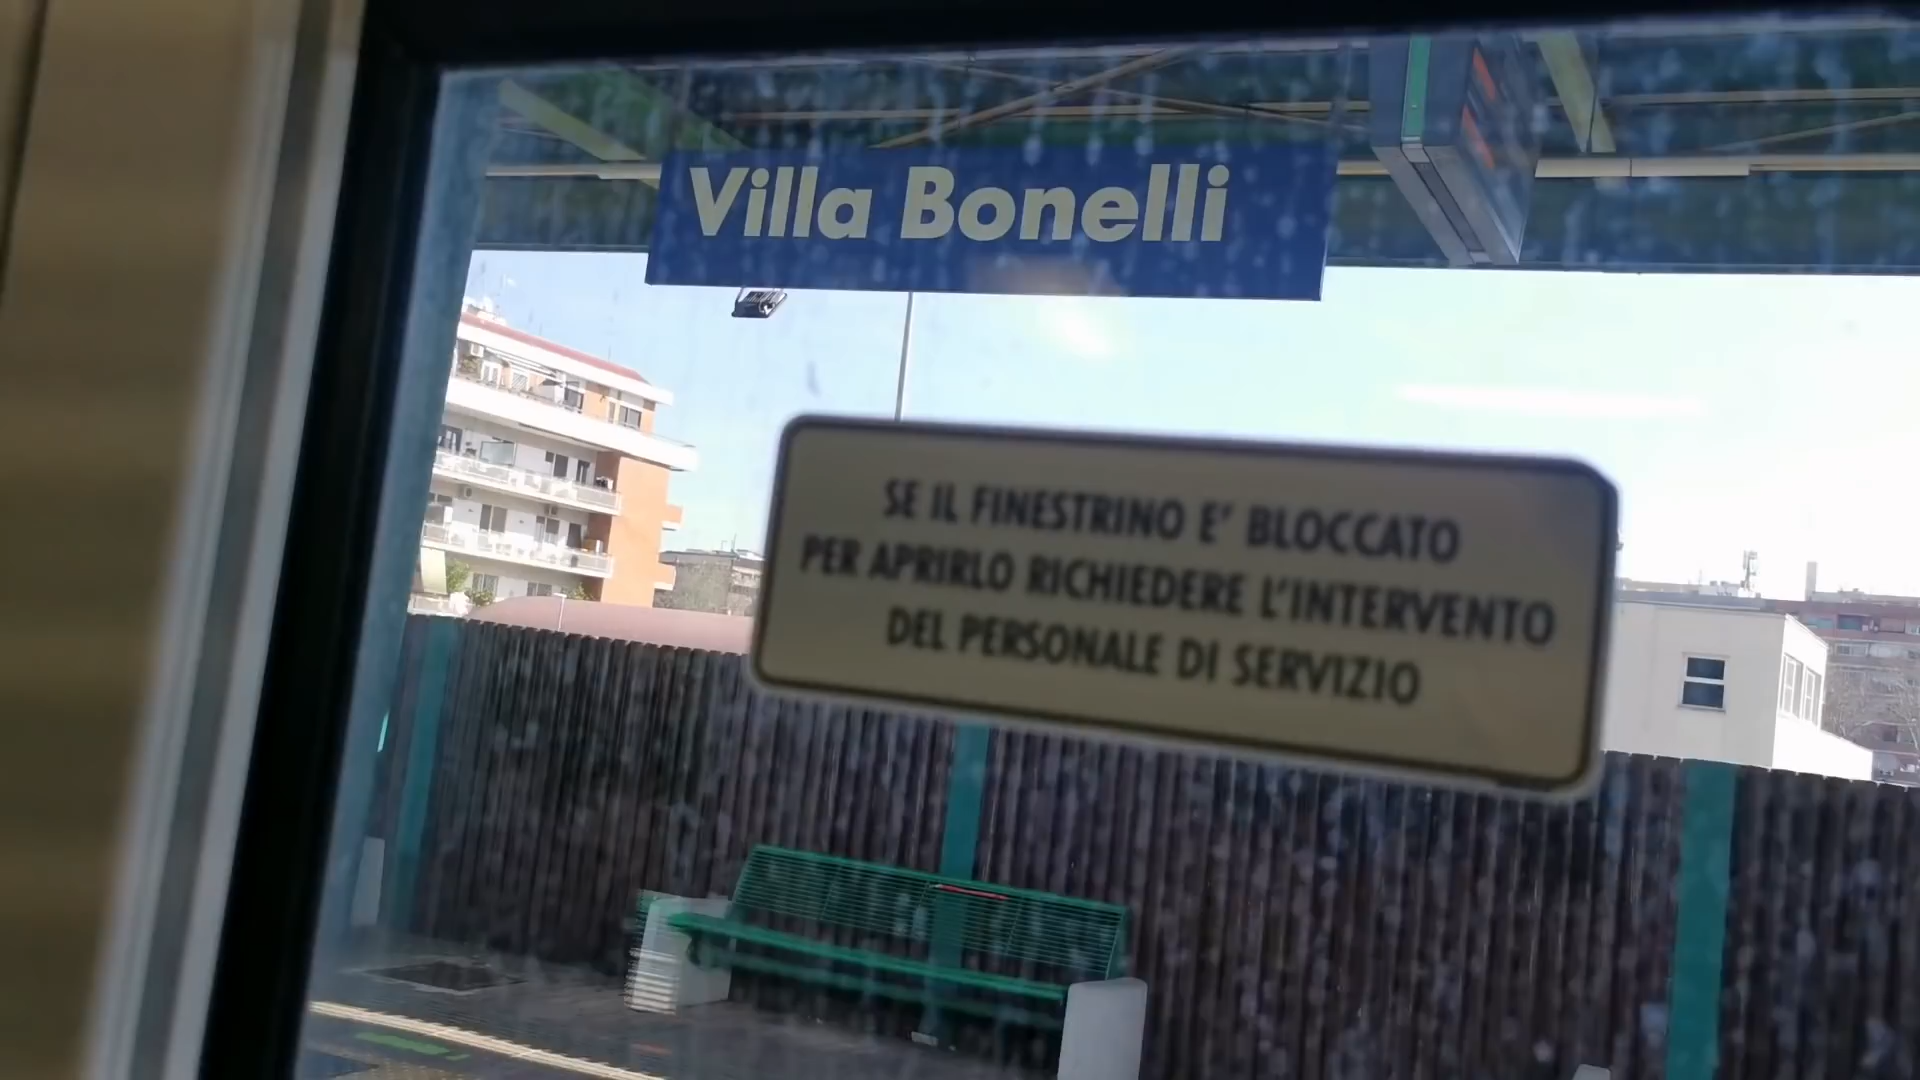 Villa Bonelli
SE IL FINESTRINO E' BLOCCATO
PER APRIRLO RICHIEDERE L'INTERVENTO
DEL PERSONALE DI SERVIZIO